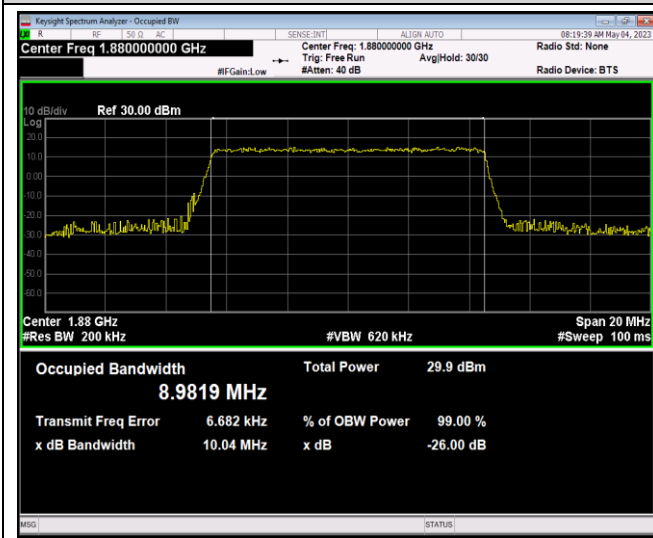 Keysight Spectrum Analyzer - Occupied BW
R RF 50 Ω AC SENSE:INT ALIGN AUTO 08:19:39 AM May 04, 2023
Center Freq 1.880000000 GHz Center Freq: 1.880000000 GHz Radio Std: None
Trig: Free Run Avg|Hold: 30/30
#IFGain:Low #Atten: 40 dB Radio Device: BTS
10 dB/div Ref 30.00 dBm
Log
20.0
10.0
0.00
-10.0
-20.0
-30.0
-40.0
-50.0
-60.0
Center 1.88 GHz Span 20 MHz
#Res BW 200 kHz #VBW 620 kHz #Sweep 100 ms
Occupied Bandwidth Total Power 29.9 dBm
8.9819 MHz
Transmit Freq Error 6.682 kHz % of OBW Power 99.00 %
x dB Bandwidth 10.04 MHz x dB -26.00 dB
MSG STATUS